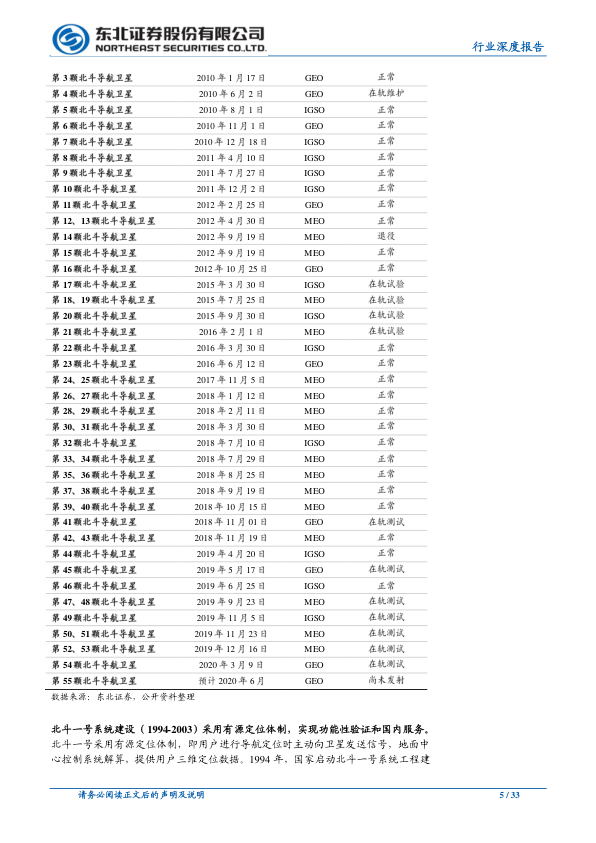 东北证券股份有限公司
NORTHEAST SECURITIES CO.,LTD.
行业深度报告
第 3 颗北斗导航卫星 2010 年 1 月 17 日 GEO 正常
第 4 颗北斗导航卫星 2010 年 6 月 2 日 GEO 在轨维护
第 5 颗北斗导航卫星 2010 年 8 月 1 日 IGSO 正常
第 6 颗北斗导航卫星 2010 年 11 月 1 日 GEO 正常
第 7 颗北斗导航卫星 2010 年 12 月 18 日 IGSO 正常
第 8 颗北斗导航卫星 2011 年 4 月 10 日 IGSO 正常
第 9 颗北斗导航卫星 2011 年 7 月 27 日 IGSO 正常
第 10 颗北斗导航卫星 2011 年 12 月 2 日 IGSO 正常
第 11 颗北斗导航卫星 2012 年 2 月 25 日 GEO 正常
第 12、13 颗北斗导航卫星 2012 年 4 月 30 日 MEO 正常
第 14 颗北斗导航卫星 2012 年 9 月 19 日 MEO 退役
第 15 颗北斗导航卫星 2012 年 9 月 19 日 MEO 正常
第 16 颗北斗导航卫星 2012 年 10 月 25 日 GEO 正常
第 17 颗北斗导航卫星 2015 年 3 月 30 日 IGSO 在轨试验
第 18、19 颗北斗导航卫星 2015 年 7 月 25 日 MEO 在轨试验
第 20 颗北斗导航卫星 2015 年 9 月 30 日 IGSO 在轨试验
第 21 颗北斗导航卫星 2016 年 2 月 1 日 MEO 在轨试验
第 22 颗北斗导航卫星 2016 年 3 月 30 日 IGSO 正常
第 23 颗北斗导航卫星 2016 年 6 月 12 日 GEO 正常
第 24、25 颗北斗导航卫星 2017 年 11 月 5 日 MEO 正常
第 26、27 颗北斗导航卫星 2018 年 1 月 12 日 MEO 正常
第 28、29 颗北斗导航卫星 2018 年 2 月 11 日 MEO 正常
第 30、31 颗北斗导航卫星 2018 年 3 月 30 日 MEO 正常
第 32 颗北斗导航卫星 2018 年 7 月 10 日 IGSO 正常
第 33、34 颗北斗导航卫星 2018 年 7 月 29 日 MEO 正常
第 35、36 颗北斗导航卫星 2018 年 8 月 25 日 MEO 正常
第 37、38 颗北斗导航卫星 2018 年 9 月 19 日 MEO 正常
第 39、40 颗北斗导航卫星 2018 年 10 月 15 日 MEO 正常
第 41 颗北斗导航卫星 2018 年 11 月 01 日 GEO 在轨测试
第 42、43 颗北斗导航卫星 2018 年 11 月 19 日 MEO 正常
第 44 颗北斗导航卫星 2019 年 4 月 20 日 IGSO 正常
第 45 颗北斗导航卫星 2019 年 5 月 17 日 GEO 在轨测试
第 46 颗北斗导航卫星 2019 年 6 月 25 日 IGSO 正常
第 47、48 颗北斗导航卫星 2019 年 9 月 23 日 MEO 在轨测试
第 49 颗北斗导航卫星 2019 年 11 月 5 日 IGSO 在轨测试
第 50、51 颗北斗导航卫星 2019 年 11 月 23 日 MEO 在轨测试
第 52、53 颗北斗导航卫星 2019 年 12 月 16 日 MEO 在轨测试
第 54 颗北斗导航卫星 2020 年 3 月 9 日 GEO 在轨测试
第 55 颗北斗导航卫星 预计 2020 年 6 月 GEO 尚未发射
数据来源：东北证券，公开资料整理
北斗一号系统建设（1994-2003）采用有源定位体制，实现功能性验证和国内服务。
北斗一号采用有源定位体制，即用户进行导航定位时主动向卫星发送信号，地面中
心控制系统解算，提供用户三维定位数据。1994 年，国家启动北斗一号系统工程建
请务必阅读正文后的声明及说明
5 / 33